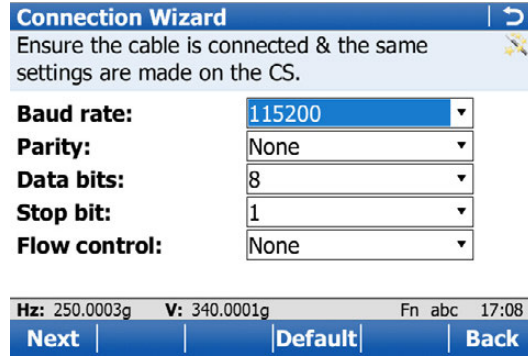 Connection Wizard
Ensure the cable is connected & the same
settings are made on the CS.
Baud rate: 115200
Parity: None
Data bits: 8
Stop bit: 1
Flow control: None
Hz: 250.0003g V: 340.0001g Fn abc 17:08
Next Default Back